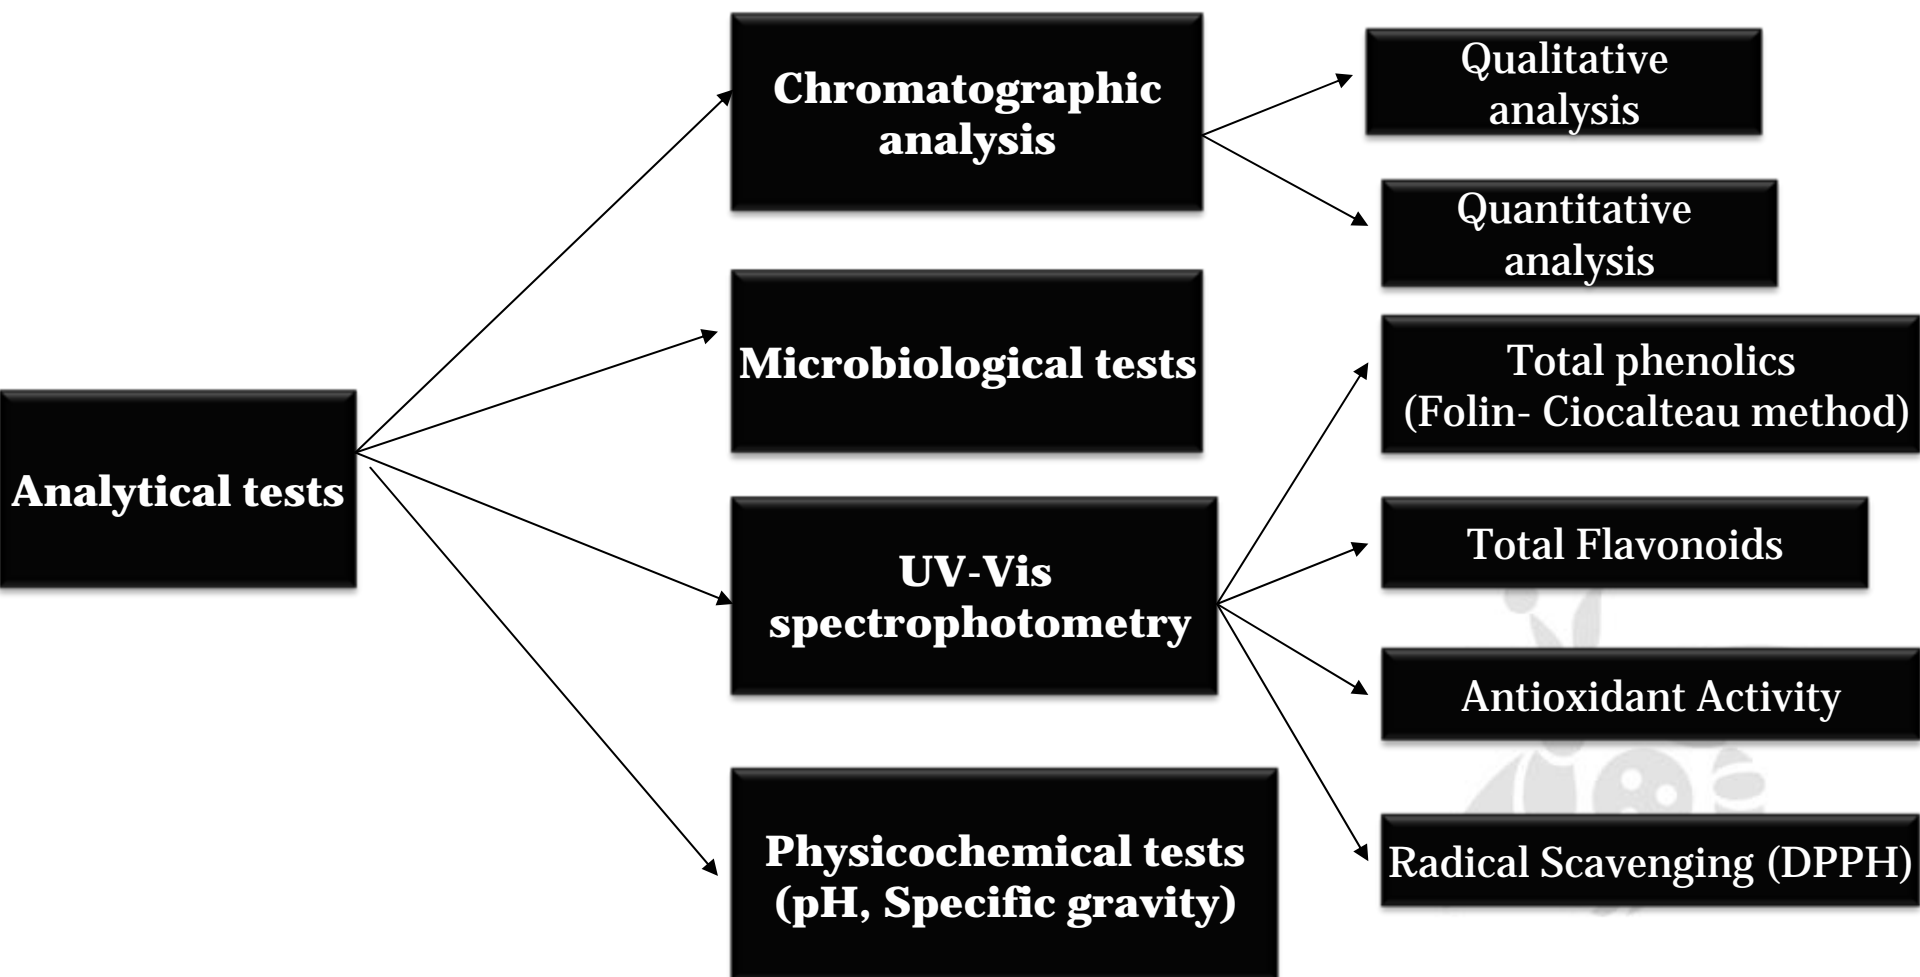 Analytical tests
Chromatographic
analysis
Microbiological tests
UV-Vis
spectrophotometry
Physicochemical tests
(pH, Specific gravity)
Qualitative
analysis
Quantitative
analysis
Total phenolics
(Folin- Ciocalteau method)
Total Flavonoids
Antioxidant Activity
Radical Scavenging (DPPH)